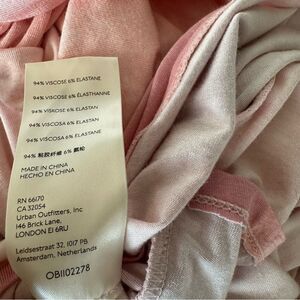 94% VISCOSE 6% ELASTANE
94% VISCOSE 6% ÉLASTHANNE
94% VISKOSE 6% ELASTAN
94% VISCOSA 6% ELASTAN
94% VISCOSA 6% ELASTANE
94% 粘胶纤维 6% 氨纶
MADE IN CHINA
HECHO EN CHINA
RN 66170
CA 32054
Urban Outfitters, Inc
146 Brick Lane,
LONDON E1 6RU
Leidsestraat 32, 1017 PB
Amsterdam, Netherlands
OB1102278